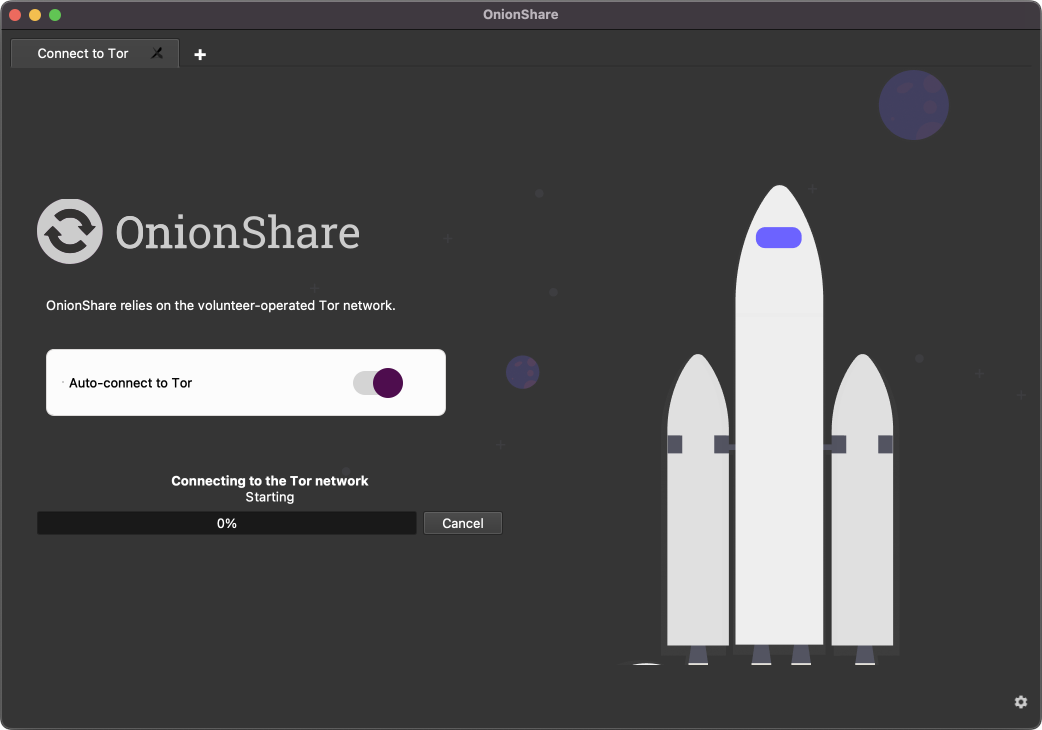 OnionShare
Connect to Tor
OnionShare
OnionShare relies on the volunteer-operated Tor network.
Auto-connect to Tor
Connecting to the Tor network
Starting
0%
Cancel